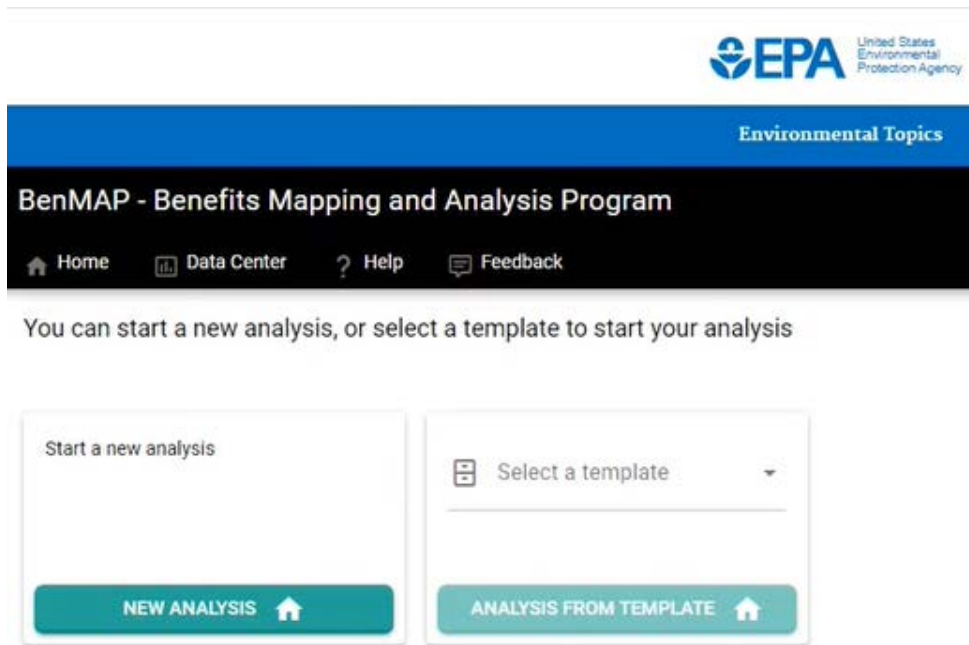 EPA
United States
Environmental
Protection Agency
Environmental Topics
BenMAP - Benefits Mapping and Analysis Program
Home Data Center ? Help Feedback
You can start a new analysis, or select a template to start your analysis
Start a new analysis
Select a template
NEW ANALYSIS
ANALYSIS FROM TEMPLATE